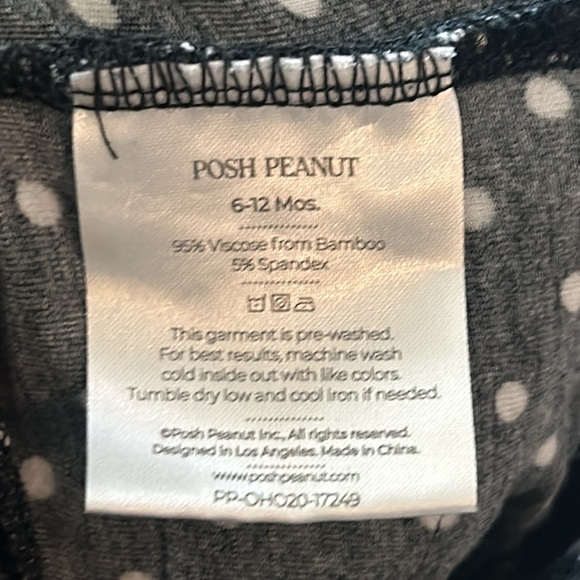 POSH PEANUT
6-12 Mos.
95% Viscose from Bamboo
5% Spandex
This garment is pre-washed.
For best results, machine wash
cold inside out with like colors.
Tumble dry low and cool iron if needed.
©Posh Peanut Inc., All rights reserved.
Designed in Los Angeles. Made in China.
www.poshpeanut.com
PP-OHO20-17249